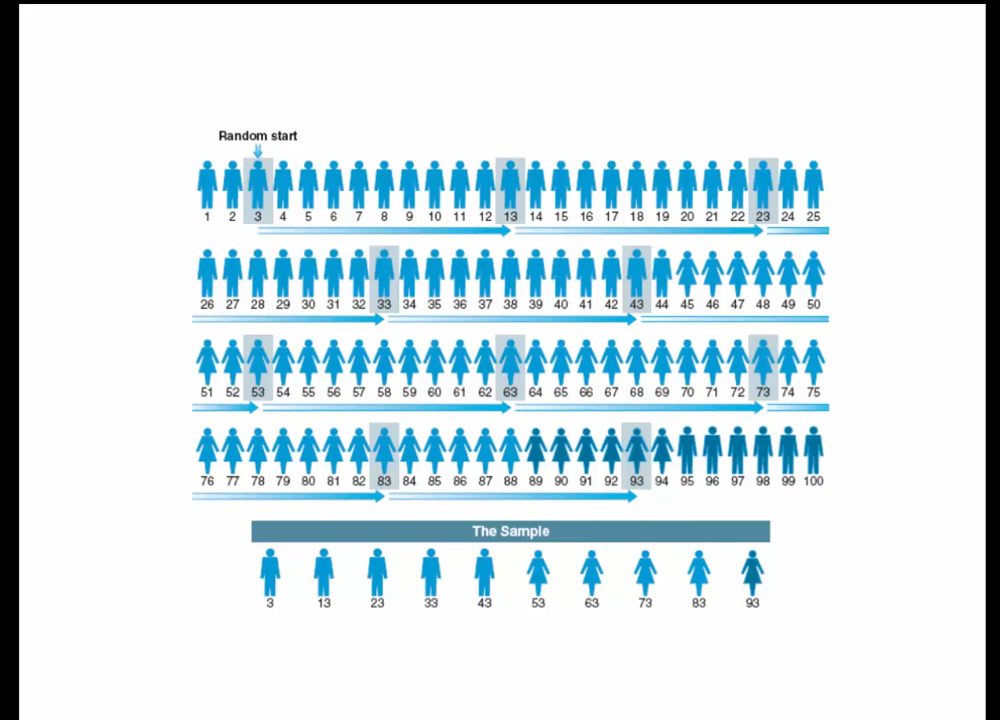 Random start
1 2 3 4 5 6 7 8 9 10 11 12 13 14 15 16 17 18 19 20 21 22 23 24 25
26 27 28 29 30 31 32 33 34 35 36 37 38 39 40 41 42 43 44 45 46 47 48 49 50
51 52 53 54 55 56 57 58 59 60 61 62 63 64 65 66 67 68 69 70 71 72 73 74 75
76 77 78 79 80 81 82 83 84 85 86 87 88 89 90 91 92 93 94 95 96 97 98 99 100
The Sample
3 13 23 33 43 53 63 73 83 93